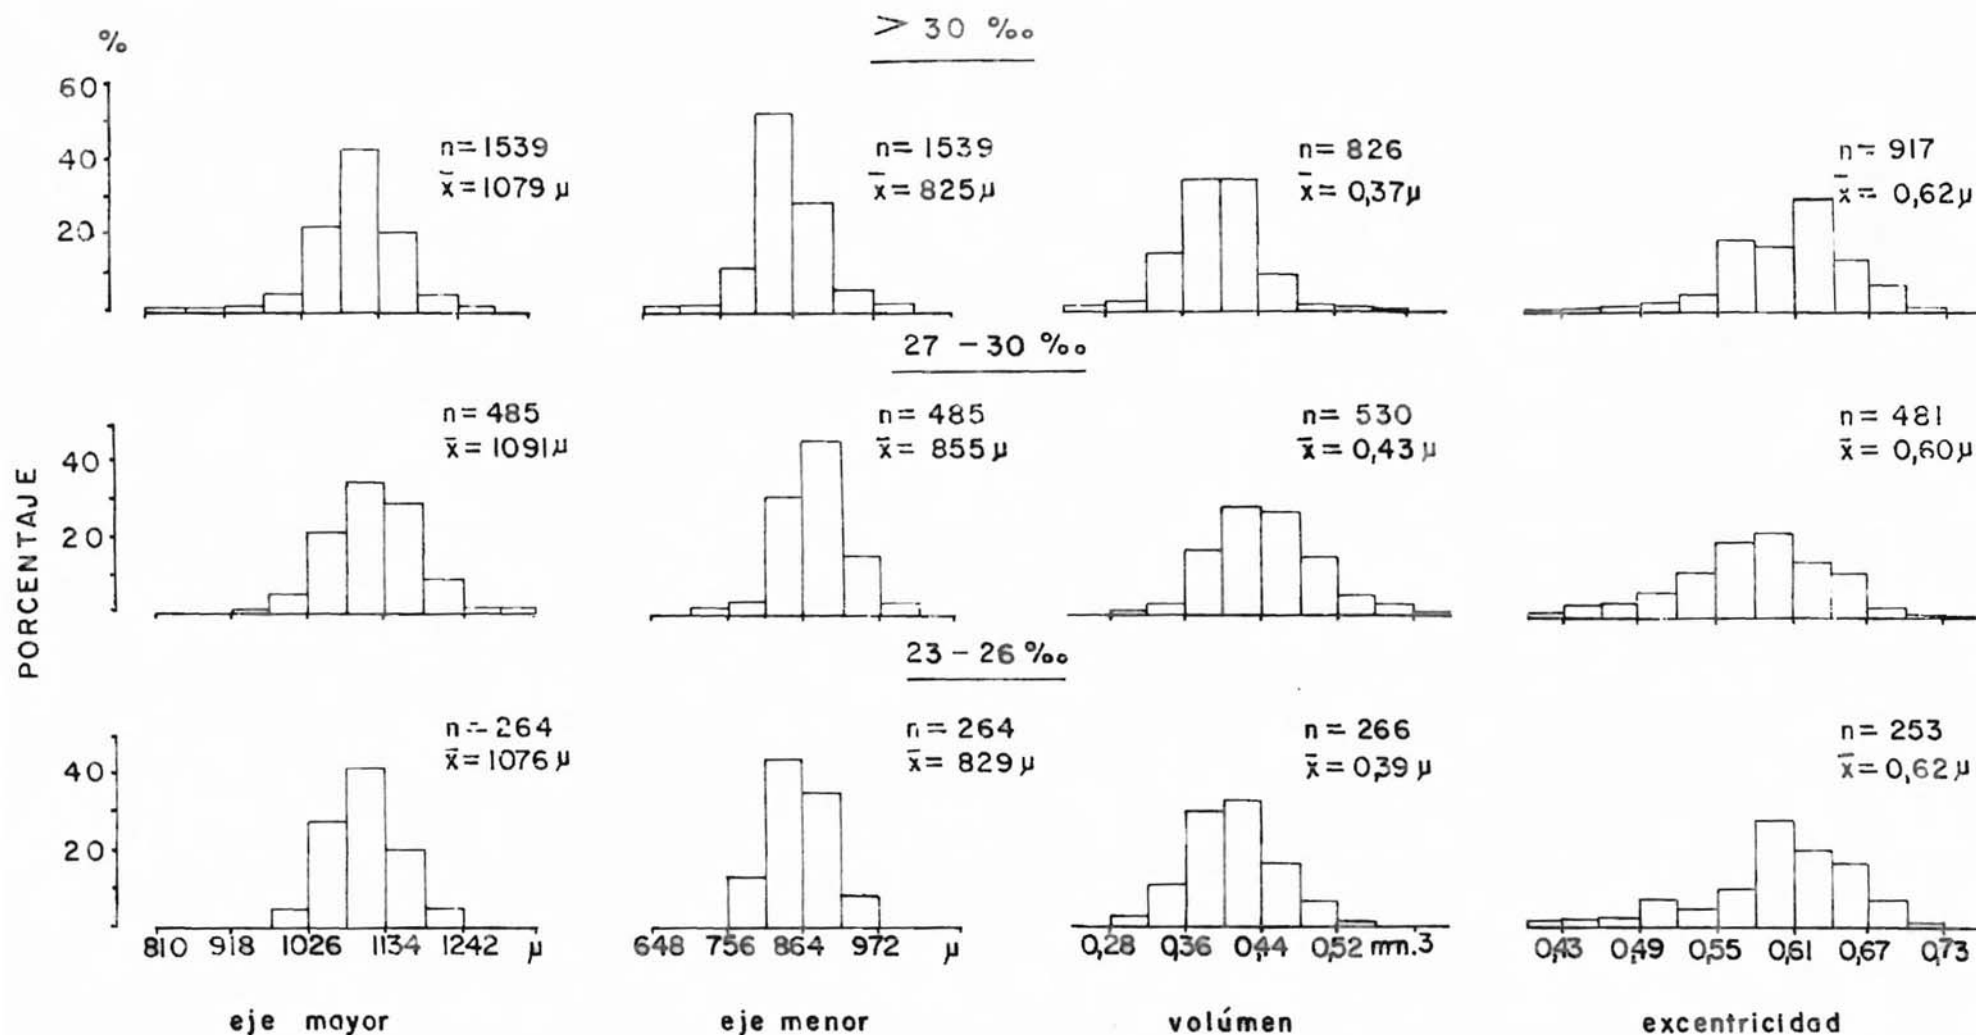 > 30 ‰
%
60
40
20
n= 1539
x̄= 1079 µ
n= 1539
x̄= 825µ
n= 826
x̄= 0,37µ
n= 917
x̄= 0,62µ
27 - 30 ‰
40
20
n= 485
x̄= 1091µ
n= 485
x̄= 855 µ
n= 530
x̄= 0,43 µ
n= 481
x̄= 0,60µ
PORCENTAJE
23 - 26 ‰
40
20
n= 264
x̄= 1076 µ
n= 264
x̄= 829 µ
n= 266
x̄= 0,39 µ
n= 253
x̄= 0,62 µ
810 918 1026 1134 1242 µ
648 756 864 972 µ
0,28 0,36 0,44 0,52 mm.3
0,43 0,49 0,55 0,61 0,67 0,73
eje mayor
eje menor
volúmen
excentricidad